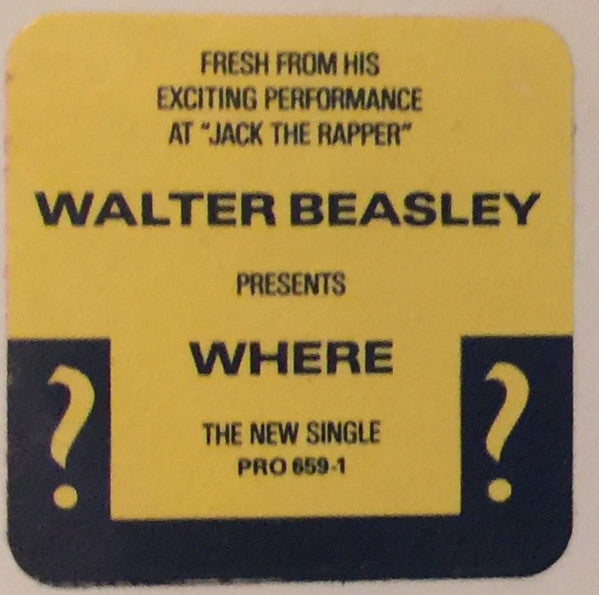 FRESH FROM HIS
EXCITING PERFORMANCE
AT "JACK THE RAPPER"
WALTER BEASLEY
PRESENTS
WHERE
? ?
THE NEW SINGLE
PRO 659-1